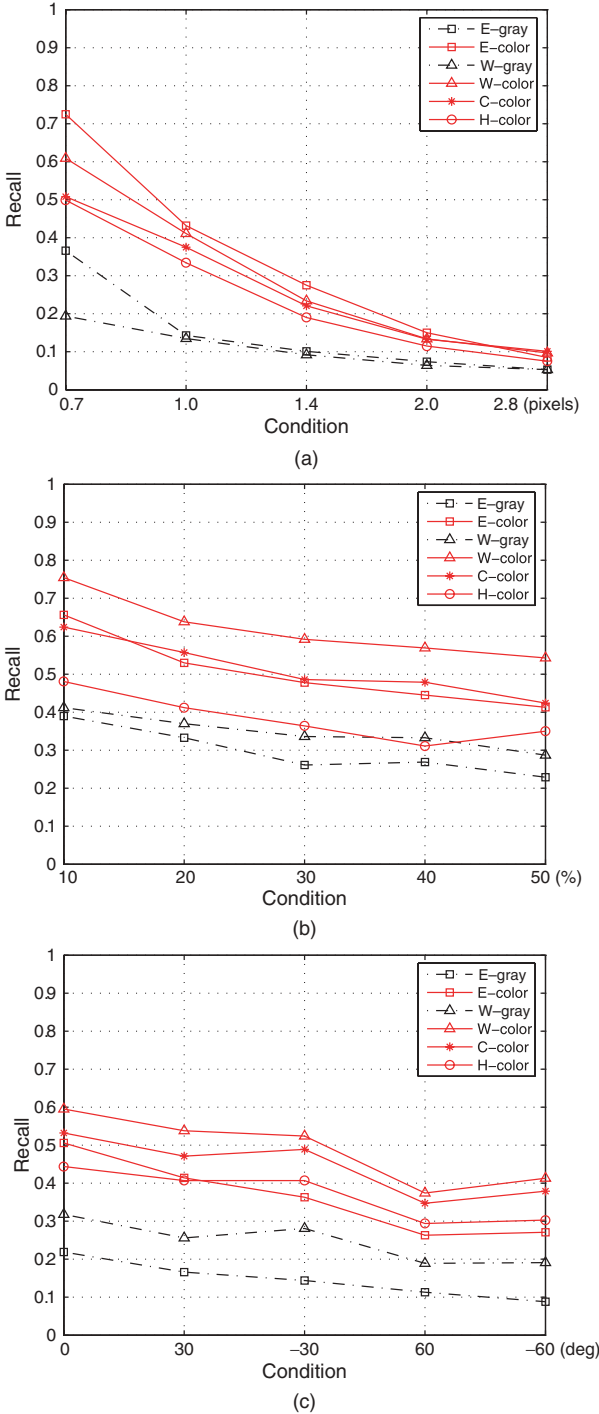 1
0.9
0.8
0.7
0.6
0.5
0.4
0.3
0.2
0.1
0
Recall
E–gray
E–color
W–gray
W–color
C–color
H–color
0.7 1.0 1.4 2.0 2.8 (pixels)
Condition
(a)
1
0.9
0.8
0.7
0.6
0.5
0.4
0.3
0.2
0.1
0
Recall
E–gray
E–color
W–gray
W–color
C–color
H–color
10 20 30 40 50 (%)
Condition
(b)
1
0.9
0.8
0.7
0.6
0.5
0.4
0.3
0.2
0.1
0
Recall
E–gray
E–color
W–gray
W–color
C–color
H–color
0 30 –30 60 –60 (deg)
Condition
(c)